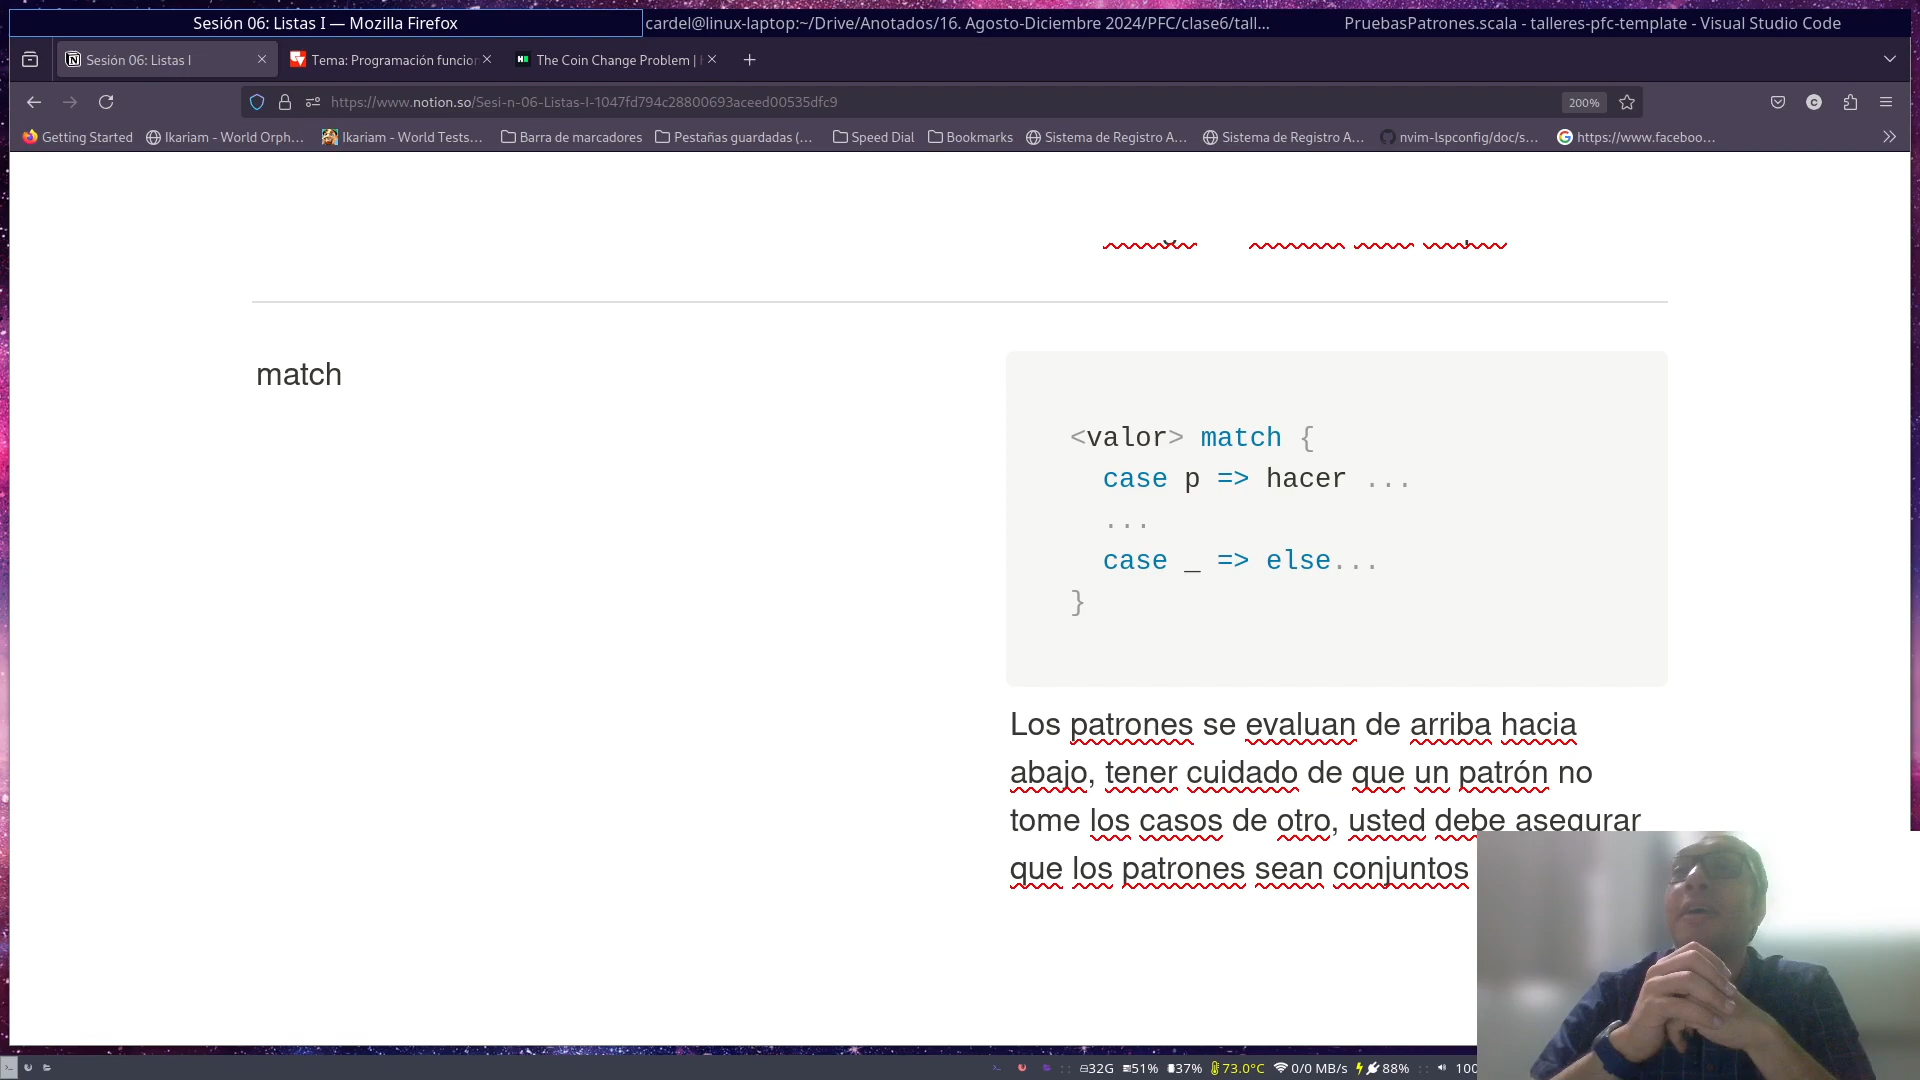 Sesión 06: Listas I — Mozilla Firefox
cardel@linux-laptop:~/Drive/Anotados/16. Agosto-Diciembre 2024/PFC/clase6/tall...
PruebasPatrones.scala - talleres-pfc-template - Visual Studio Code
Sesión 06: Listas I
Tema: Programación funcio
The Coin Change Problem |
https://www.notion.so/Sesi-n-06-Listas-I-1047fd794c28800693aceed00535dfc9
200%
Getting Started
Ikariam - World Orph...
Ikariam - World Tests...
Barra de marcadores
Pestañas guardadas (...
Speed Dial
Bookmarks
Sistema de Registro A...
Sistema de Registro A...
nvim-lspconfig/doc/s...
https://www.faceboo...
match
<valor> match {
case p => hacer ...
...
case _ => else...
}
Los patrones se evaluan de arriba hacia
abajo, tener cuidado de que un patrón no
tome los casos de otro, usted debe asegurar
que los patrones sean conjuntos
32G
51%
37%
73.0°C
0/0 MB/s
88%
100